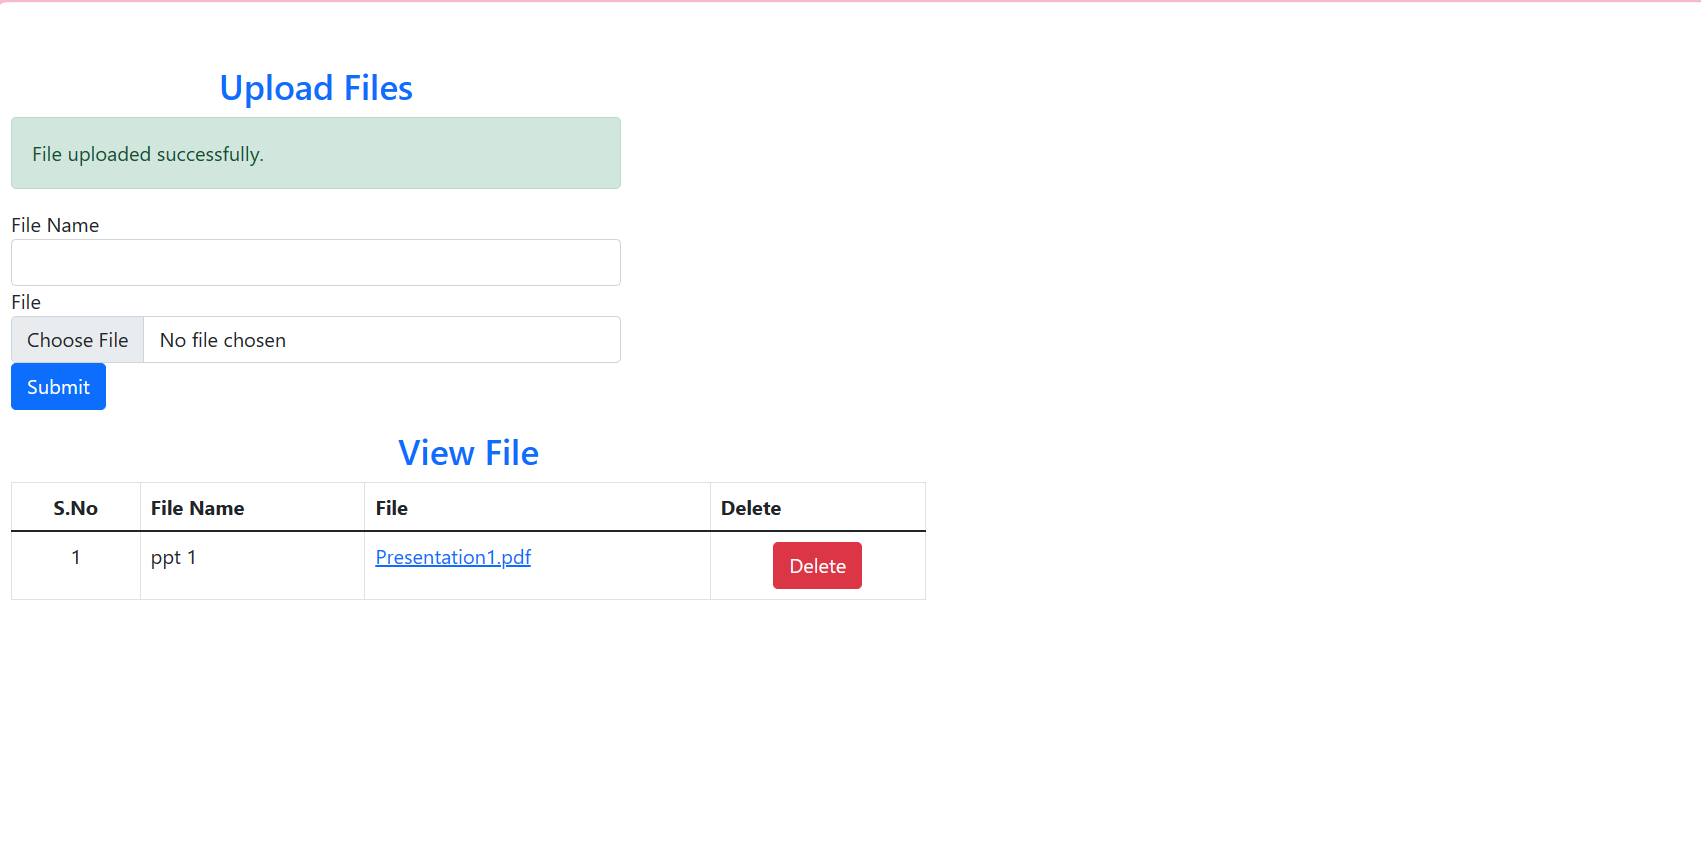 Upload Files
File uploaded successfully.
File Name
File
Choose File No file chosen
Submit
View File
S.No File Name File Delete
1 ppt 1 Presentation1.pdf Delete